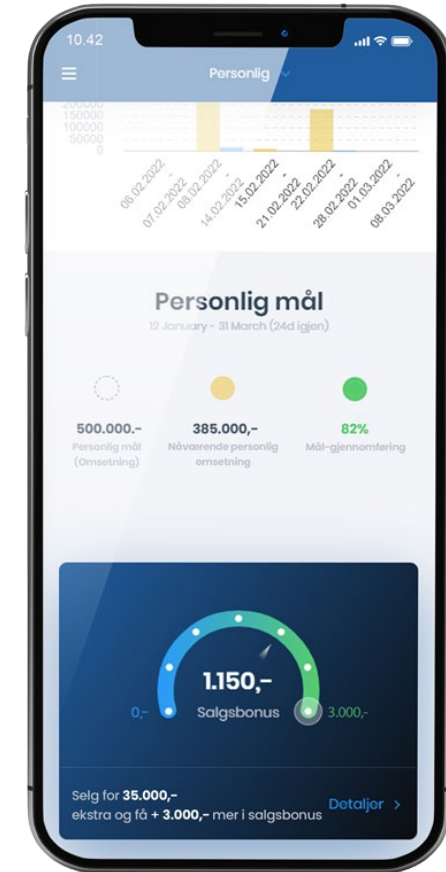 10.42
Personlig
200000
150000
100000
50000
0
06.02.2022
-
07.02.2022
08.02.2022
-
14.02.2022
15.02.2022
-
21.02.2022
22.02.2022
-
28.02.2022
01.03.2022
-
08.03.2022
Personlig mål
12 January - 31 March (24d igjen)
500.000.- 385.000,- 82%
Personlig mål Nåværende personlig Mål-gjennomføring
(Omsetning) omsetning
1.150,-
0,- Salgsbonus 3.000,-
Selg for 35.000,-
ekstra og få + 3.000,- mer i salgsbonus
Detaljer >